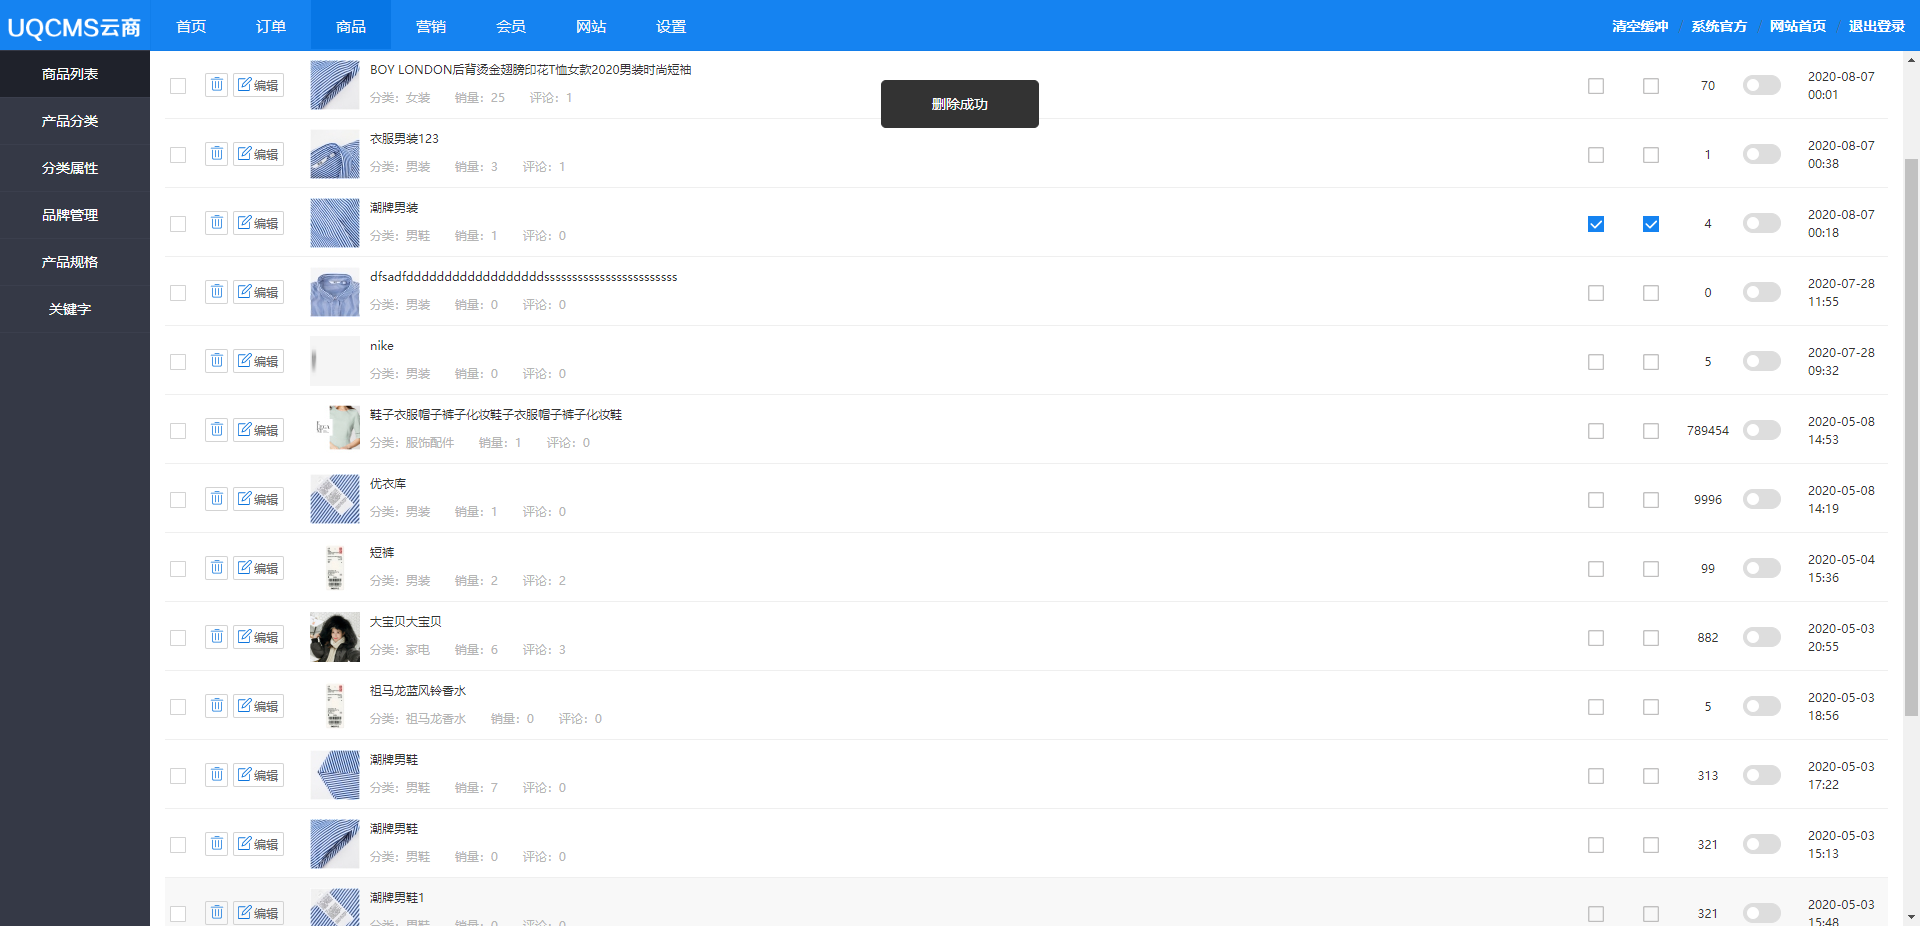 UQCMS云商 首页 订单 商品 营销 会员 网站 设置 清空缓冲 / 系统官方 / 网站首页 / 退出登录
商品列表
产品分类
分类属性
品牌管理
产品规格
关键字
删除成功
编辑 BOY LONDON后背烫金翅膀印花T恤女款2020男装时尚短袖 70 2020-08-07
分类：女装 销量：25 评论：1 00:01
编辑 衣服男装123 1 2020-08-07
分类：男装 销量：3 评论：1 00:38
编辑 潮牌男装 4 2020-08-07
分类：男鞋 销量：1 评论：0 00:18
编辑 0 2020-07-28
分类：男装 销量：0 评论：0 11:55
编辑 nike 5 2020-07-28
分类：男装 销量：0 评论：0 09:32
编辑 鞋子衣服帽子裤子化妆鞋子衣服帽子裤子化妆鞋 789454 2020-05-08
分类：服饰配件 销量：1 评论：0 14:53
编辑 优衣库 9996 2020-05-08
分类：男装 销量：1 评论：0 14:19
编辑 短裤 99 2020-05-04
分类：男装 销量：2 评论：2 15:36
编辑 大宝贝大宝贝 882 2020-05-03
分类：家电 销量：6 评论：3 20:55
编辑 祖马龙蓝风铃香水 5 2020-05-03
分类：祖马龙香水 销量：0 评论：0 18:56
编辑 潮牌男鞋 313 2020-05-03
分类：男鞋 销量：7 评论：0 17:22
编辑 潮牌男鞋 321 2020-05-03
分类：男鞋 销量：0 评论：0 15:13
编辑 潮牌男鞋1 321 2020-05-03
分类：男鞋 销量：0 评论：0 15:48